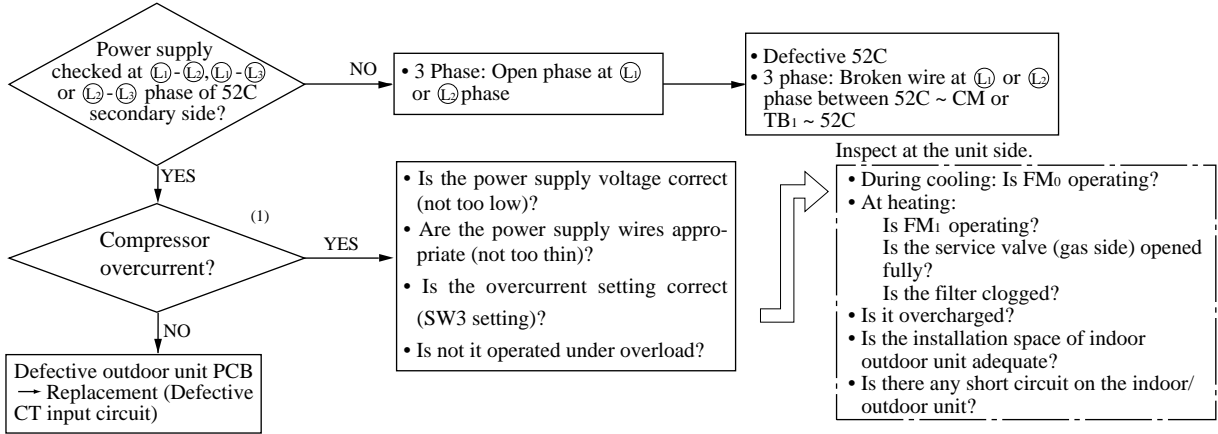 Power supply
checked at Ⓛ₁-Ⓛ₂, Ⓛ₁-Ⓛ₃
or Ⓛ₂-Ⓛ₃ phase of 52C
secondary side?
NO
• 3 Phase: Open phase at Ⓛ₁
or Ⓛ₂ phase
• Defective 52C
• 3 phase: Broken wire at Ⓛ₁ or Ⓛ₂
phase between 52C ~ CM or
TB₁ ~ 52C
YES
Compressor
overcurrent?
(1)
YES
• Is the power supply voltage correct
(not too low)?
• Are the power supply wires appro-
priate (not too thin)?
• Is the overcurrent setting correct
(SW3 setting)?
• Is not it operated under overload?
Inspect at the unit side.
• During cooling: Is FM₀ operating?
• At heating:
Is FM₁ operating?
Is the service valve (gas side) opened
fully?
Is the filter clogged?
• Is it overcharged?
• Is the installation space of indoor
outdoor unit adequate?
• Is there any short circuit on the indoor/
outdoor unit?
NO
Defective outdoor unit PCB
→ Replacement (Defective
CT input circuit)